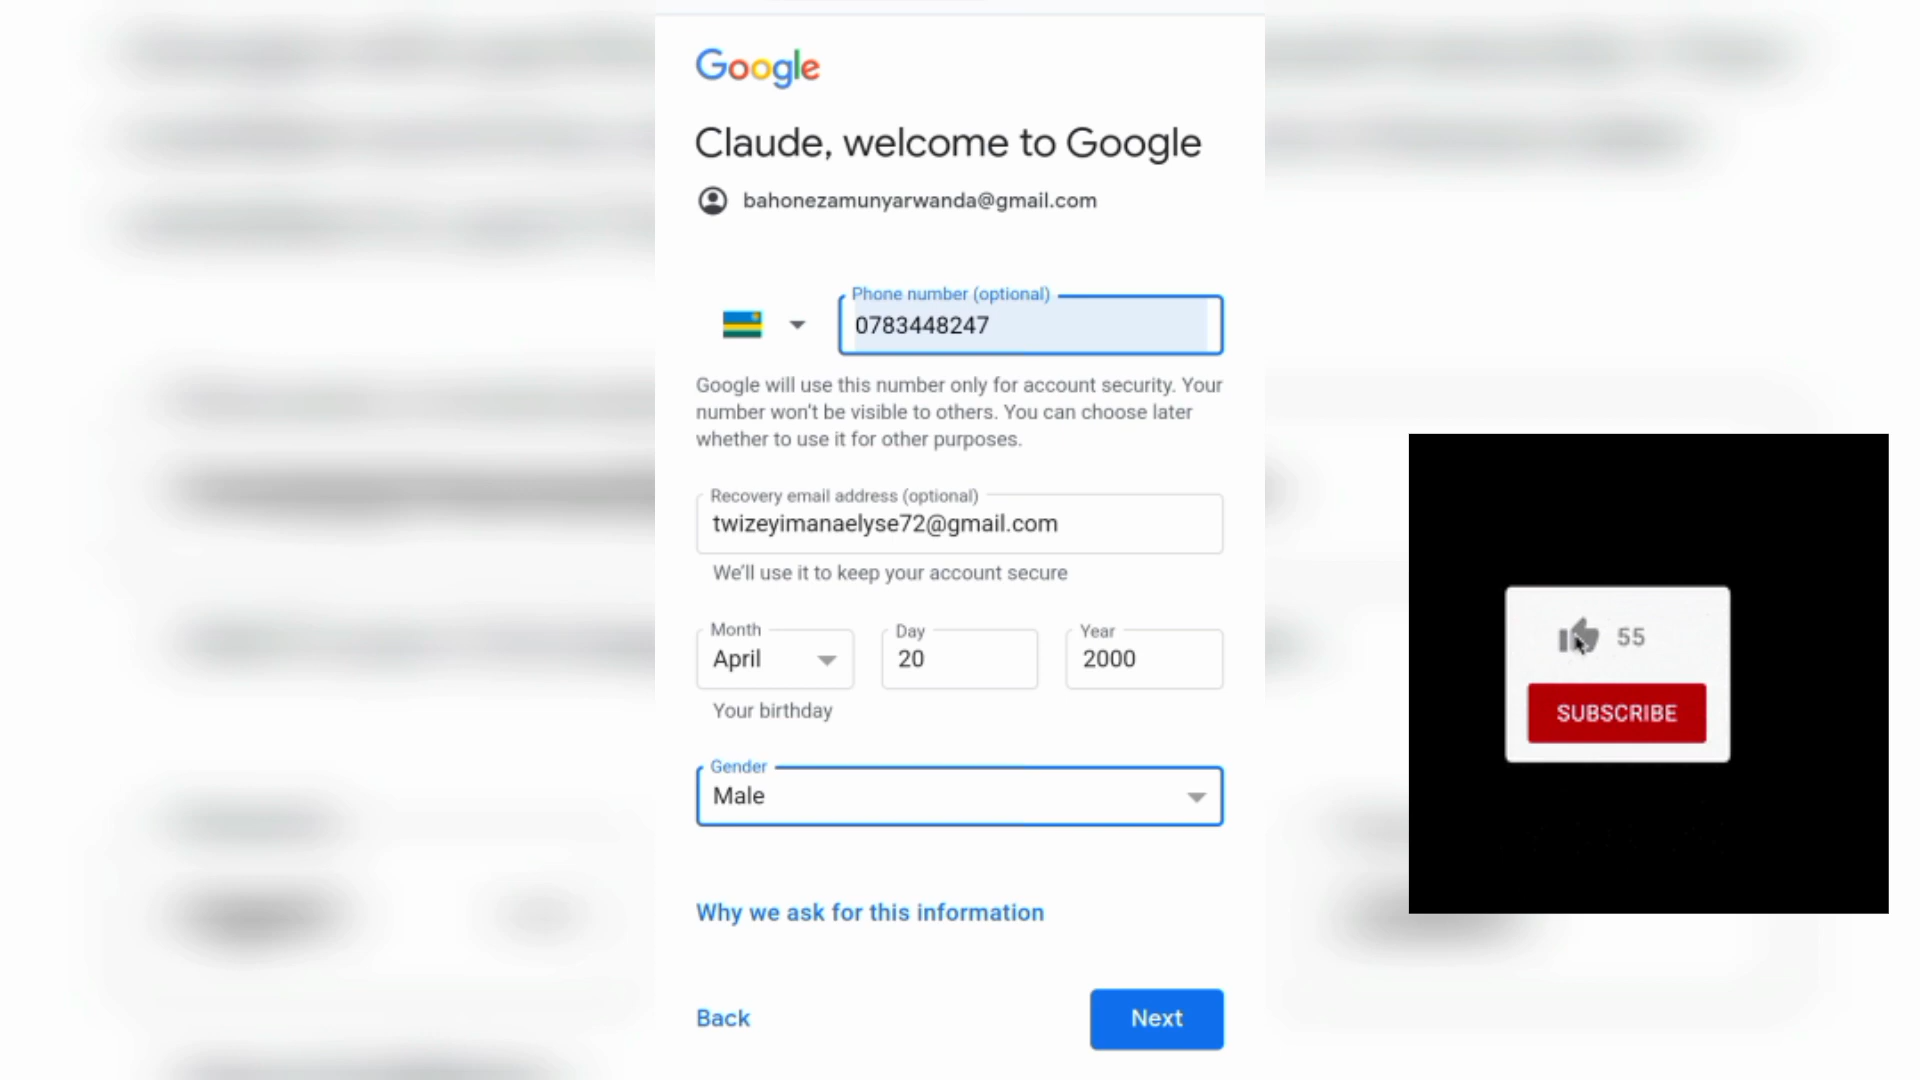 Google
Claude, welcome to Google
bahonezamunyarwanda@gmail.com
Phone number (optional)
0783448247
Google will use this number only for account security. Your
number won't be visible to others. You can choose later
whether to use it for other purposes.
Recovery email address (optional)
twizeyimanaelyse72@gmail.com
We'll use it to keep your account secure
Month
April
Day
20
Year
2000
Your birthday
Gender
Male
Why we ask for this information
Back
Next
55
SUBSCRIBE